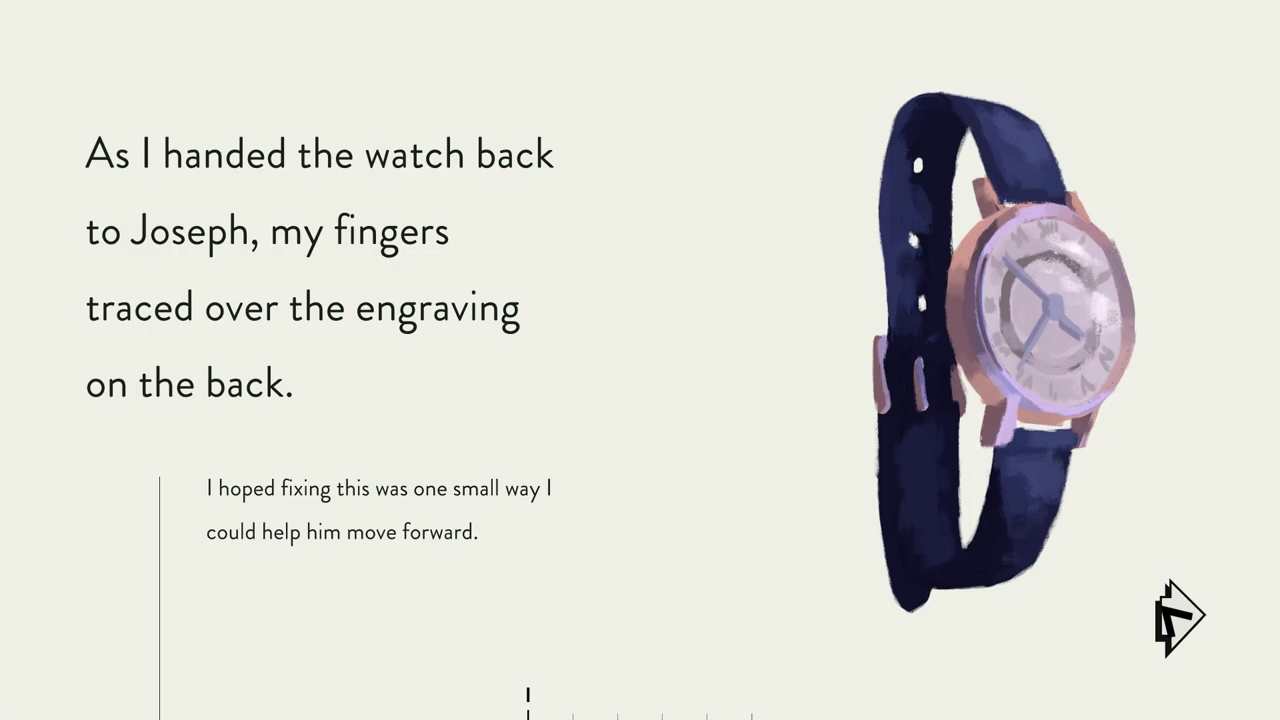 As I handed the watch back
to Joseph, my fingers
traced over the engraving
on the back.
I hoped fixing this was one small way I
could help him move forward.